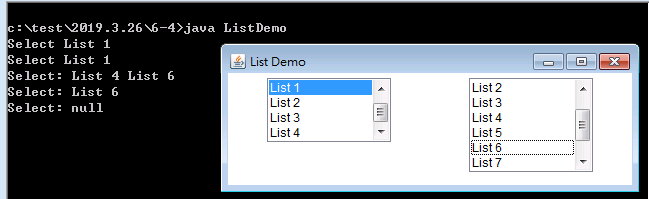 c:\test\2019.3.26\6-4>java ListDemo
Select List 1
Select List 1
Select: List 4 List 6
Select: List 6
Select: null
List Demo
List 1
List 2
List 3
List 4
List 2
List 3
List 4
List 5
List 6
List 7